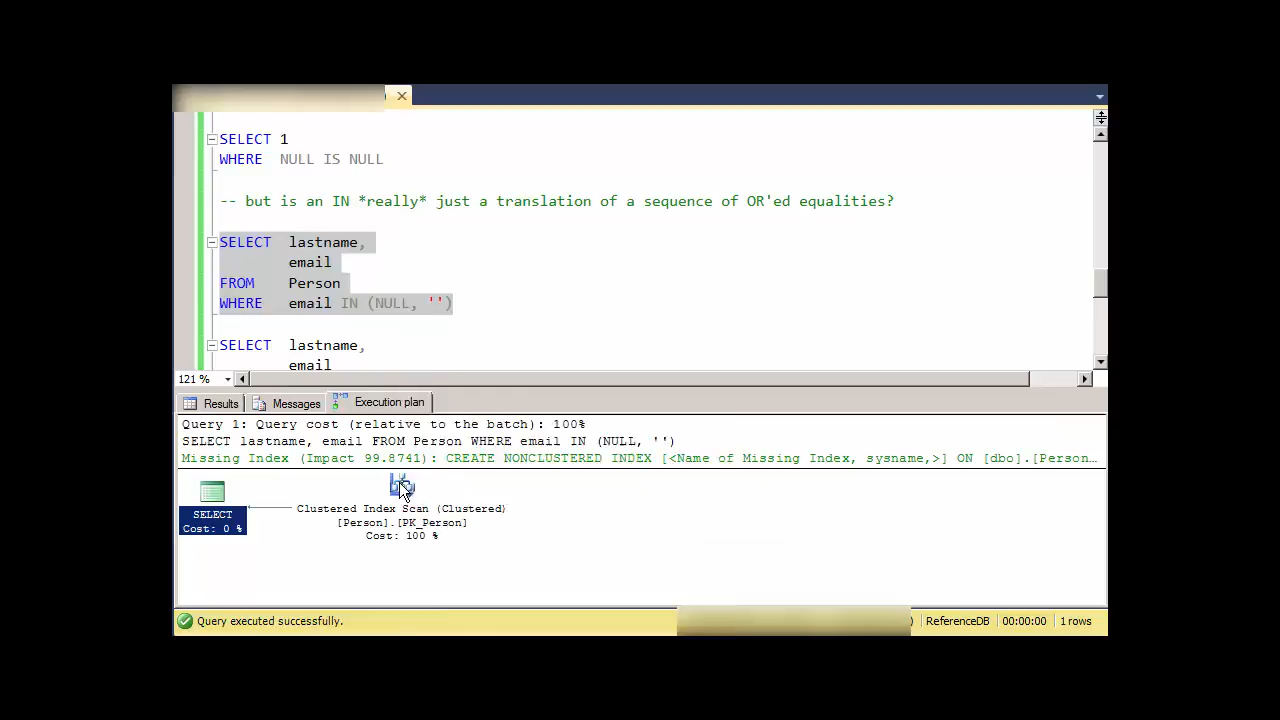 SELECT 1
WHERE NULL IS NULL
-- but is an IN *really* just a translation of a sequence of OR'ed equalities?
SELECT lastname,
email
FROM Person
WHERE email IN (NULL, '')
SELECT lastname,
email
121 %
Results Messages Execution plan
Query 1: Query cost (relative to the batch): 100%
SELECT lastname, email FROM Person WHERE email IN (NULL, '')
Missing Index (Impact 99.8741): CREATE NONCLUSTERED INDEX [<Name of Missing Index, sysname,>] ON [dbo].[Person...
SELECT
Cost: 0 %
Clustered Index Scan (Clustered)
[Person].[PK_Person]
Cost: 100 %
Query executed successfully. ) ReferenceDB 00:00:00 1 rows